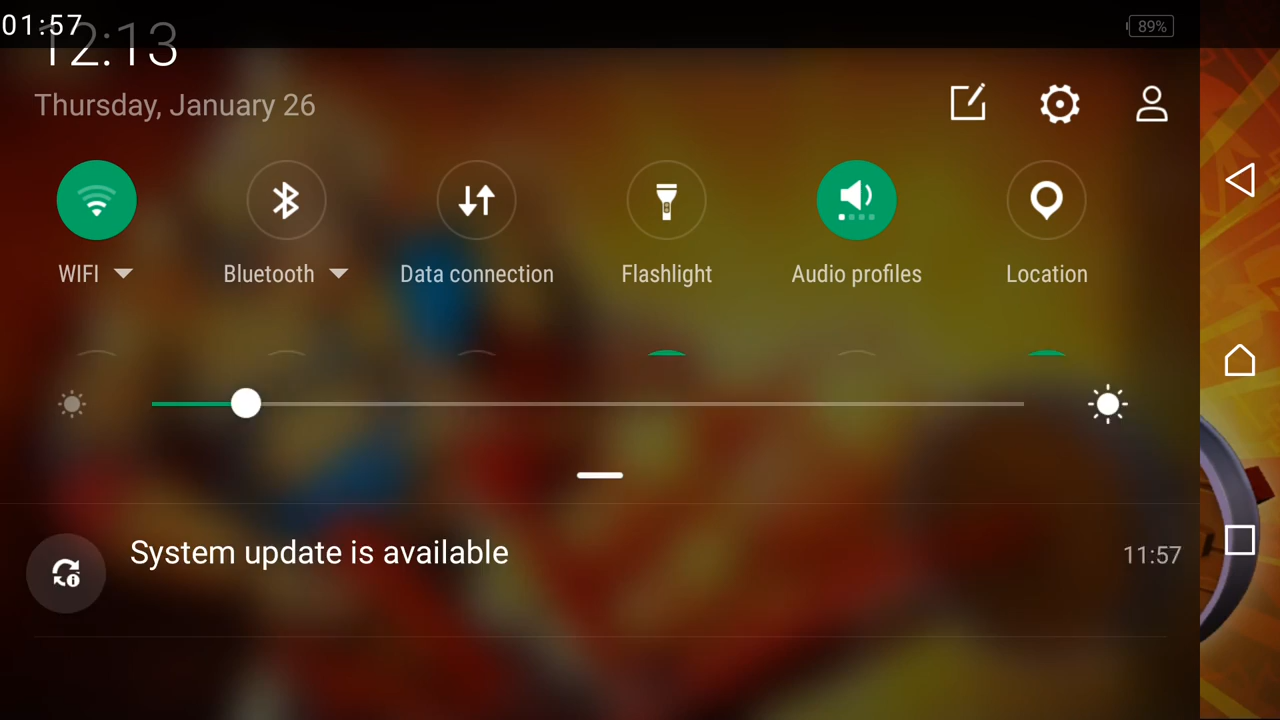 01:57
89%
12:13
Thursday, January 26
WIFI Bluetooth Data connection Flashlight Audio profiles Location
System update is available
11:57